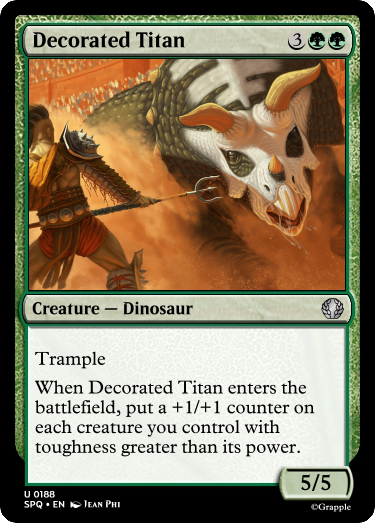 Decorated Titan 3
Creature — Dinosaur
Trample
When Decorated Titan enters the
battlefield, put a +1/+1 counter on
each creature you control with
toughness greater than its power.
5/5
U 0188
SPQ • EN Jean Phi
©Grapple